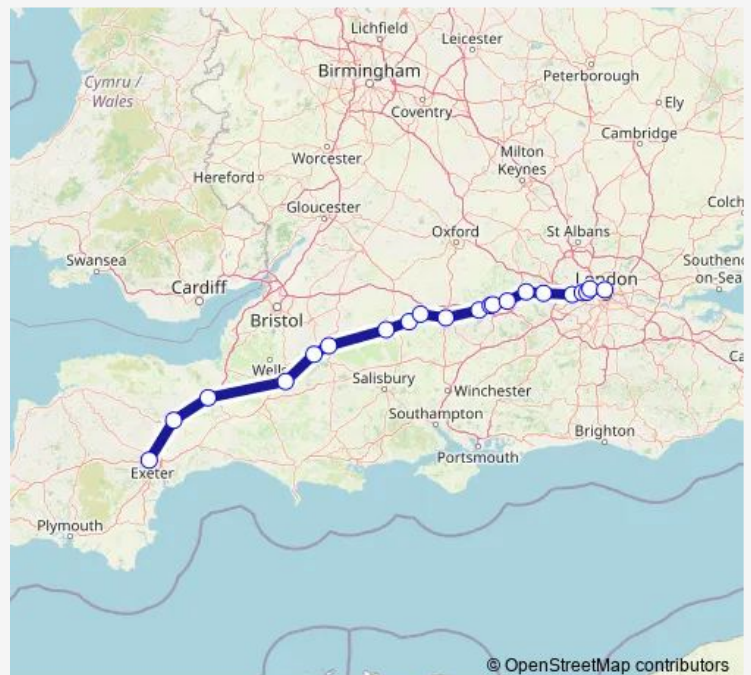 Lichfield
Leicester
Birmingham
Peterborough
Cymru /
Wales
Ely
Coventry
Cambridge
Worcester
Milton
Keynes
Hereford
Gloucester
Colch
Oxford
St Albans
Swansea
Southend
on-Sea
London
Cardiff
Bristol
Ca
Wells
Salisbury
Winchester
Southampton
Brighton
Portsmouth
Exeter
Plymouth
© OpenStreetMap contributors